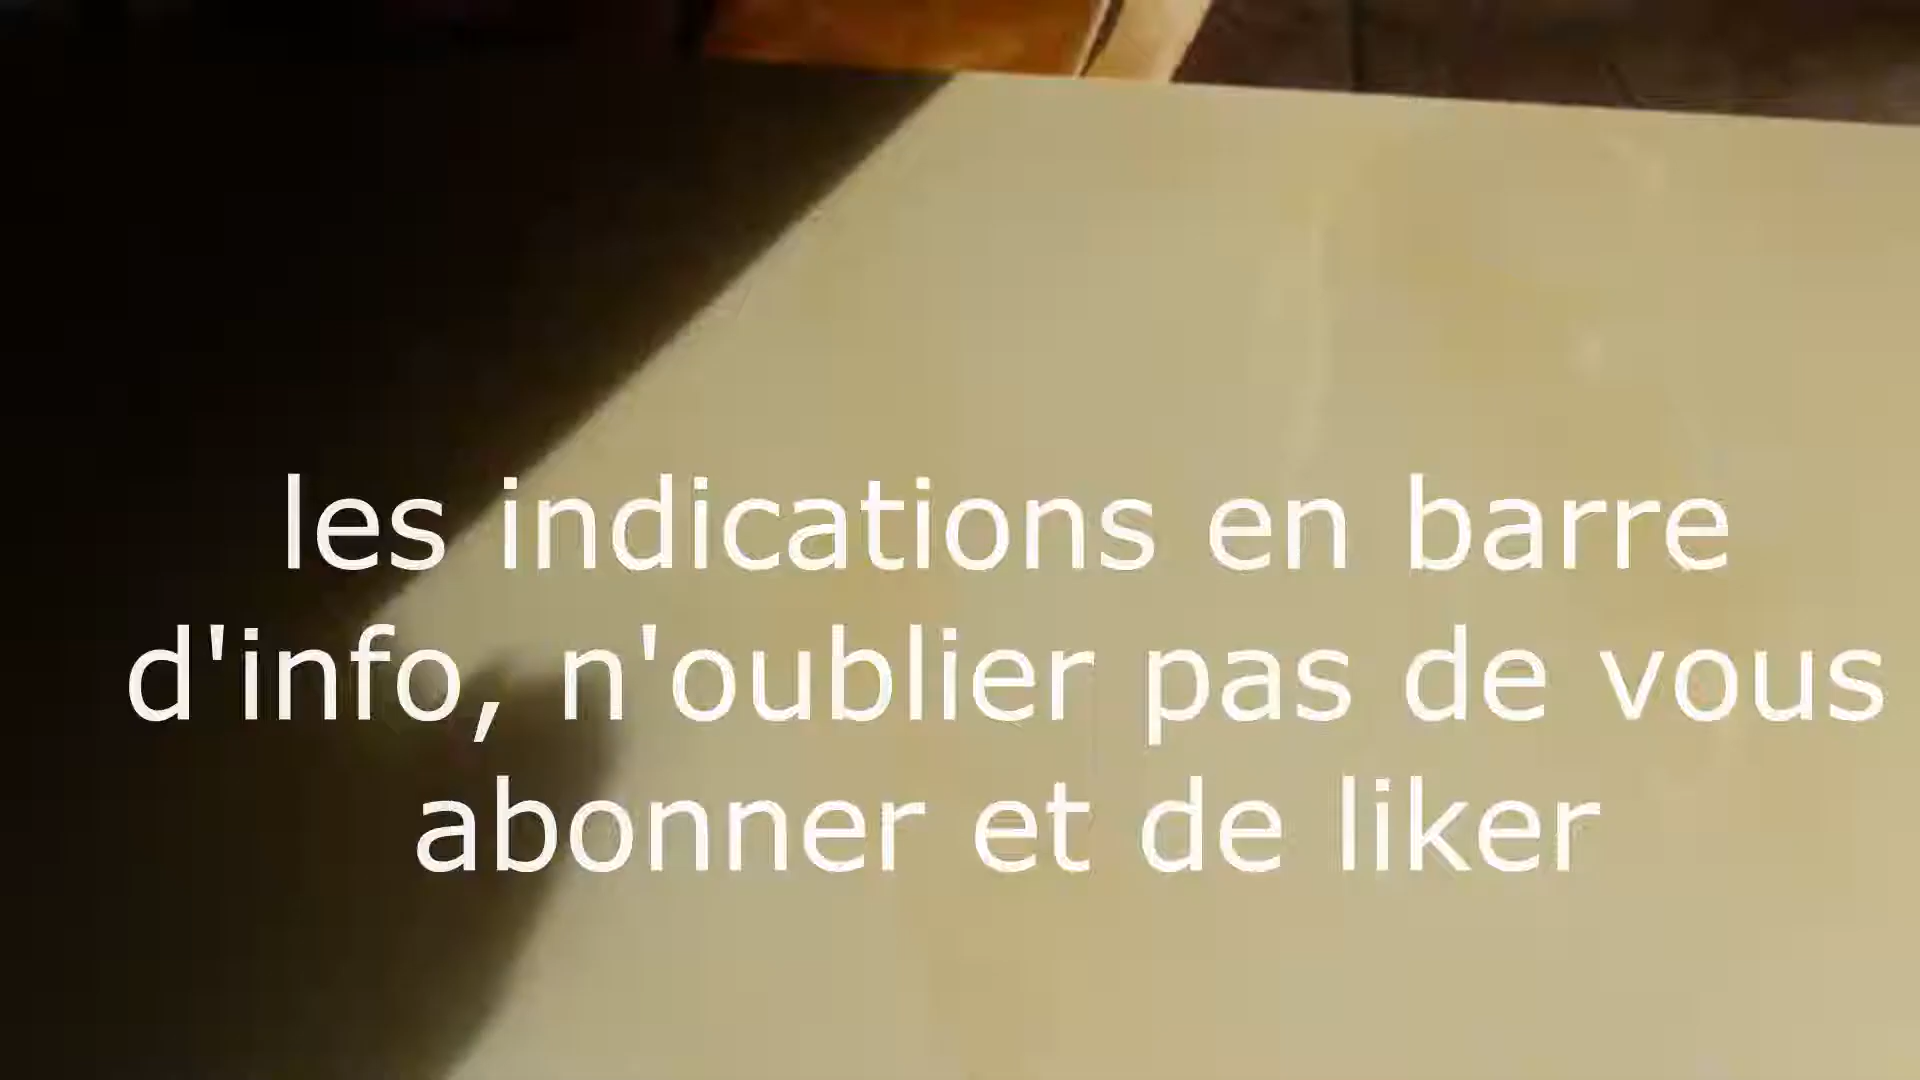 les indications en barre
d'info, n'oublier pas de vous
abonner et de liker